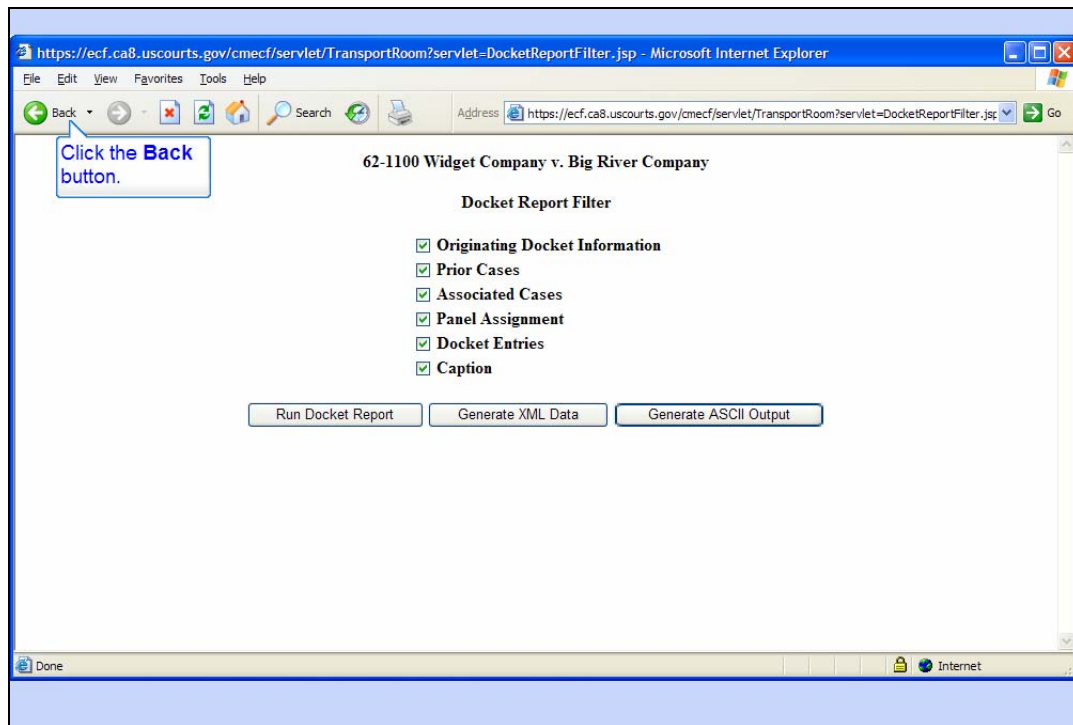 https://ecf.ca8.uscourts.gov/cmecf/servlet/TransportRoom?servlet=DocketReportFilter.jsp - Microsoft Internet Explorer
File Edit View Favorites Tools Help
Back Search Address https://ecf.ca8.uscourts.gov/cmecf/servlet/TransportRoom?servlet=DocketReportFilter.jsp Go
Click the Back
button.
62-1100 Widget Company v. Big River Company
Docket Report Filter
Originating Docket Information
Prior Cases
Associated Cases
Panel Assignment
Docket Entries
Caption
Run Docket Report Generate XML Data Generate ASCII Output
Done Internet